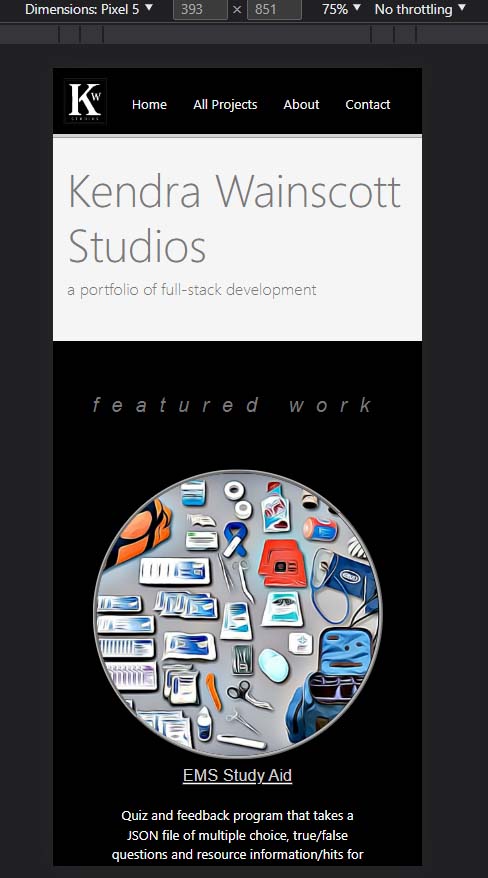 Dimensions: Pixel 5 ▼ 393 × 851 75% ▼ No throttling ▼
KW
STUDIOS
Home All Projects About Contact
Kendra Wainscott
Studios
a portfolio of full-stack development
featured work
EMS Study Aid
Quiz and feedback program that takes a
JSON file of multiple choice, true/false
questions and resource information/hits for